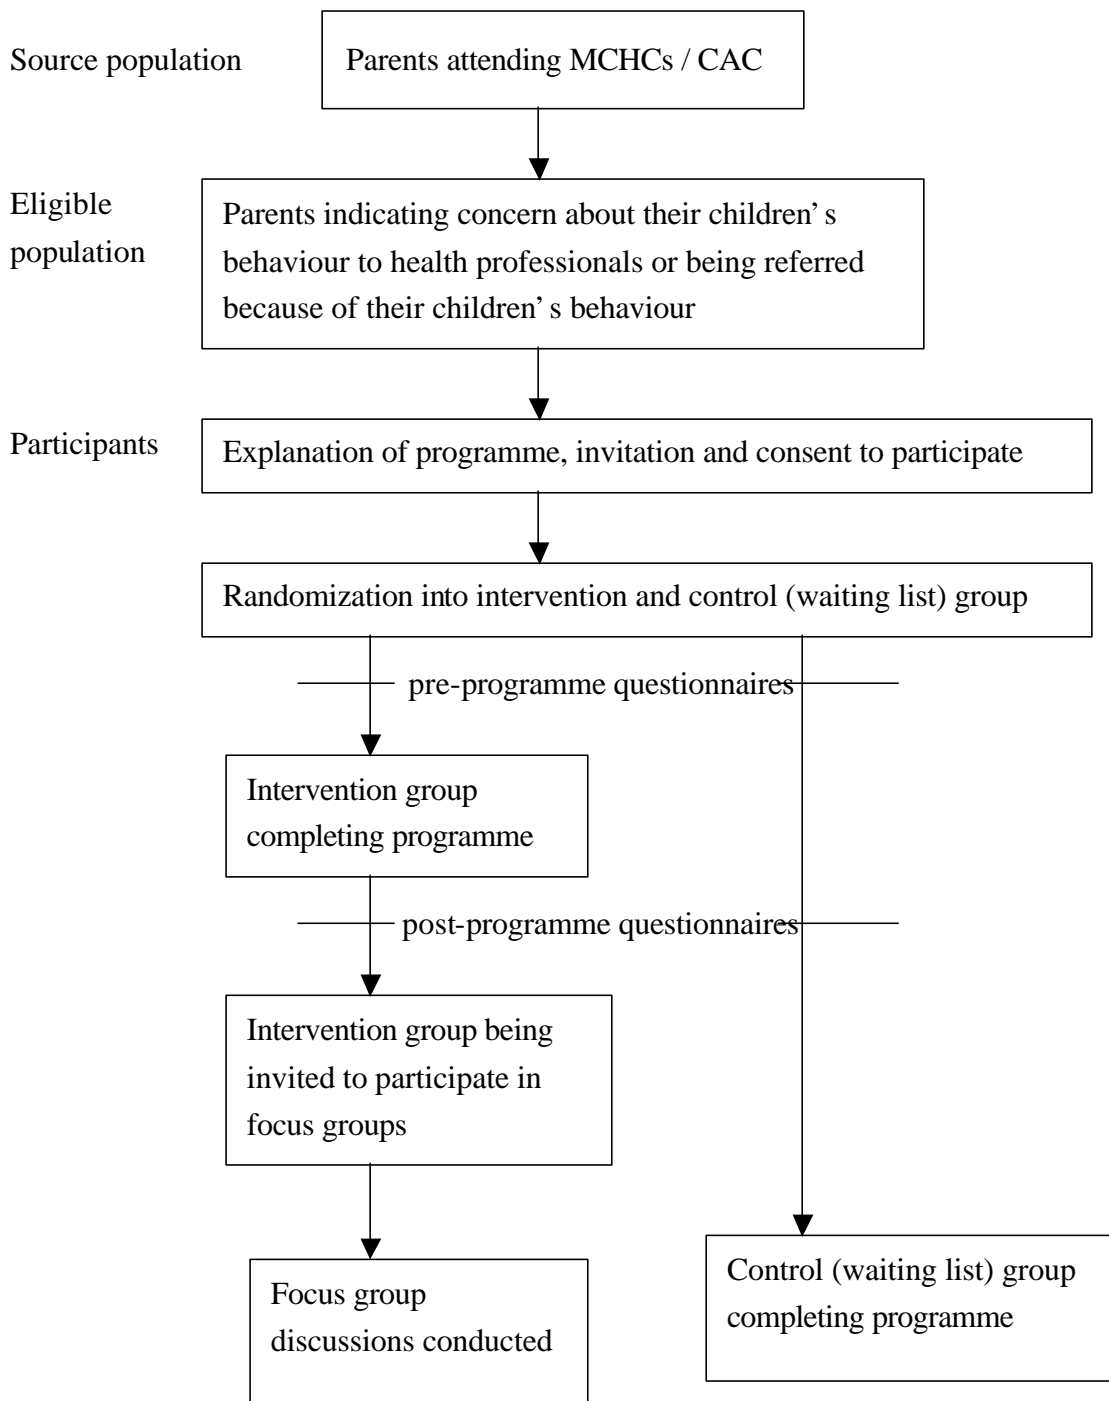 Source population
Parents attending MCHCs / CAC
Eligible
population
Parents indicating concern about their children’s
behaviour to health professionals or being referred
because of their children’s behaviour
Participants
Explanation of programme, invitation and consent to participate
Randomization into intervention and control (waiting list) group
pre-programme questionnaires
Intervention group
completing programme
post-programme questionnaires
Intervention group being
invited to participate in
focus groups
Focus group
discussions conducted
Control (waiting list) group
completing programme